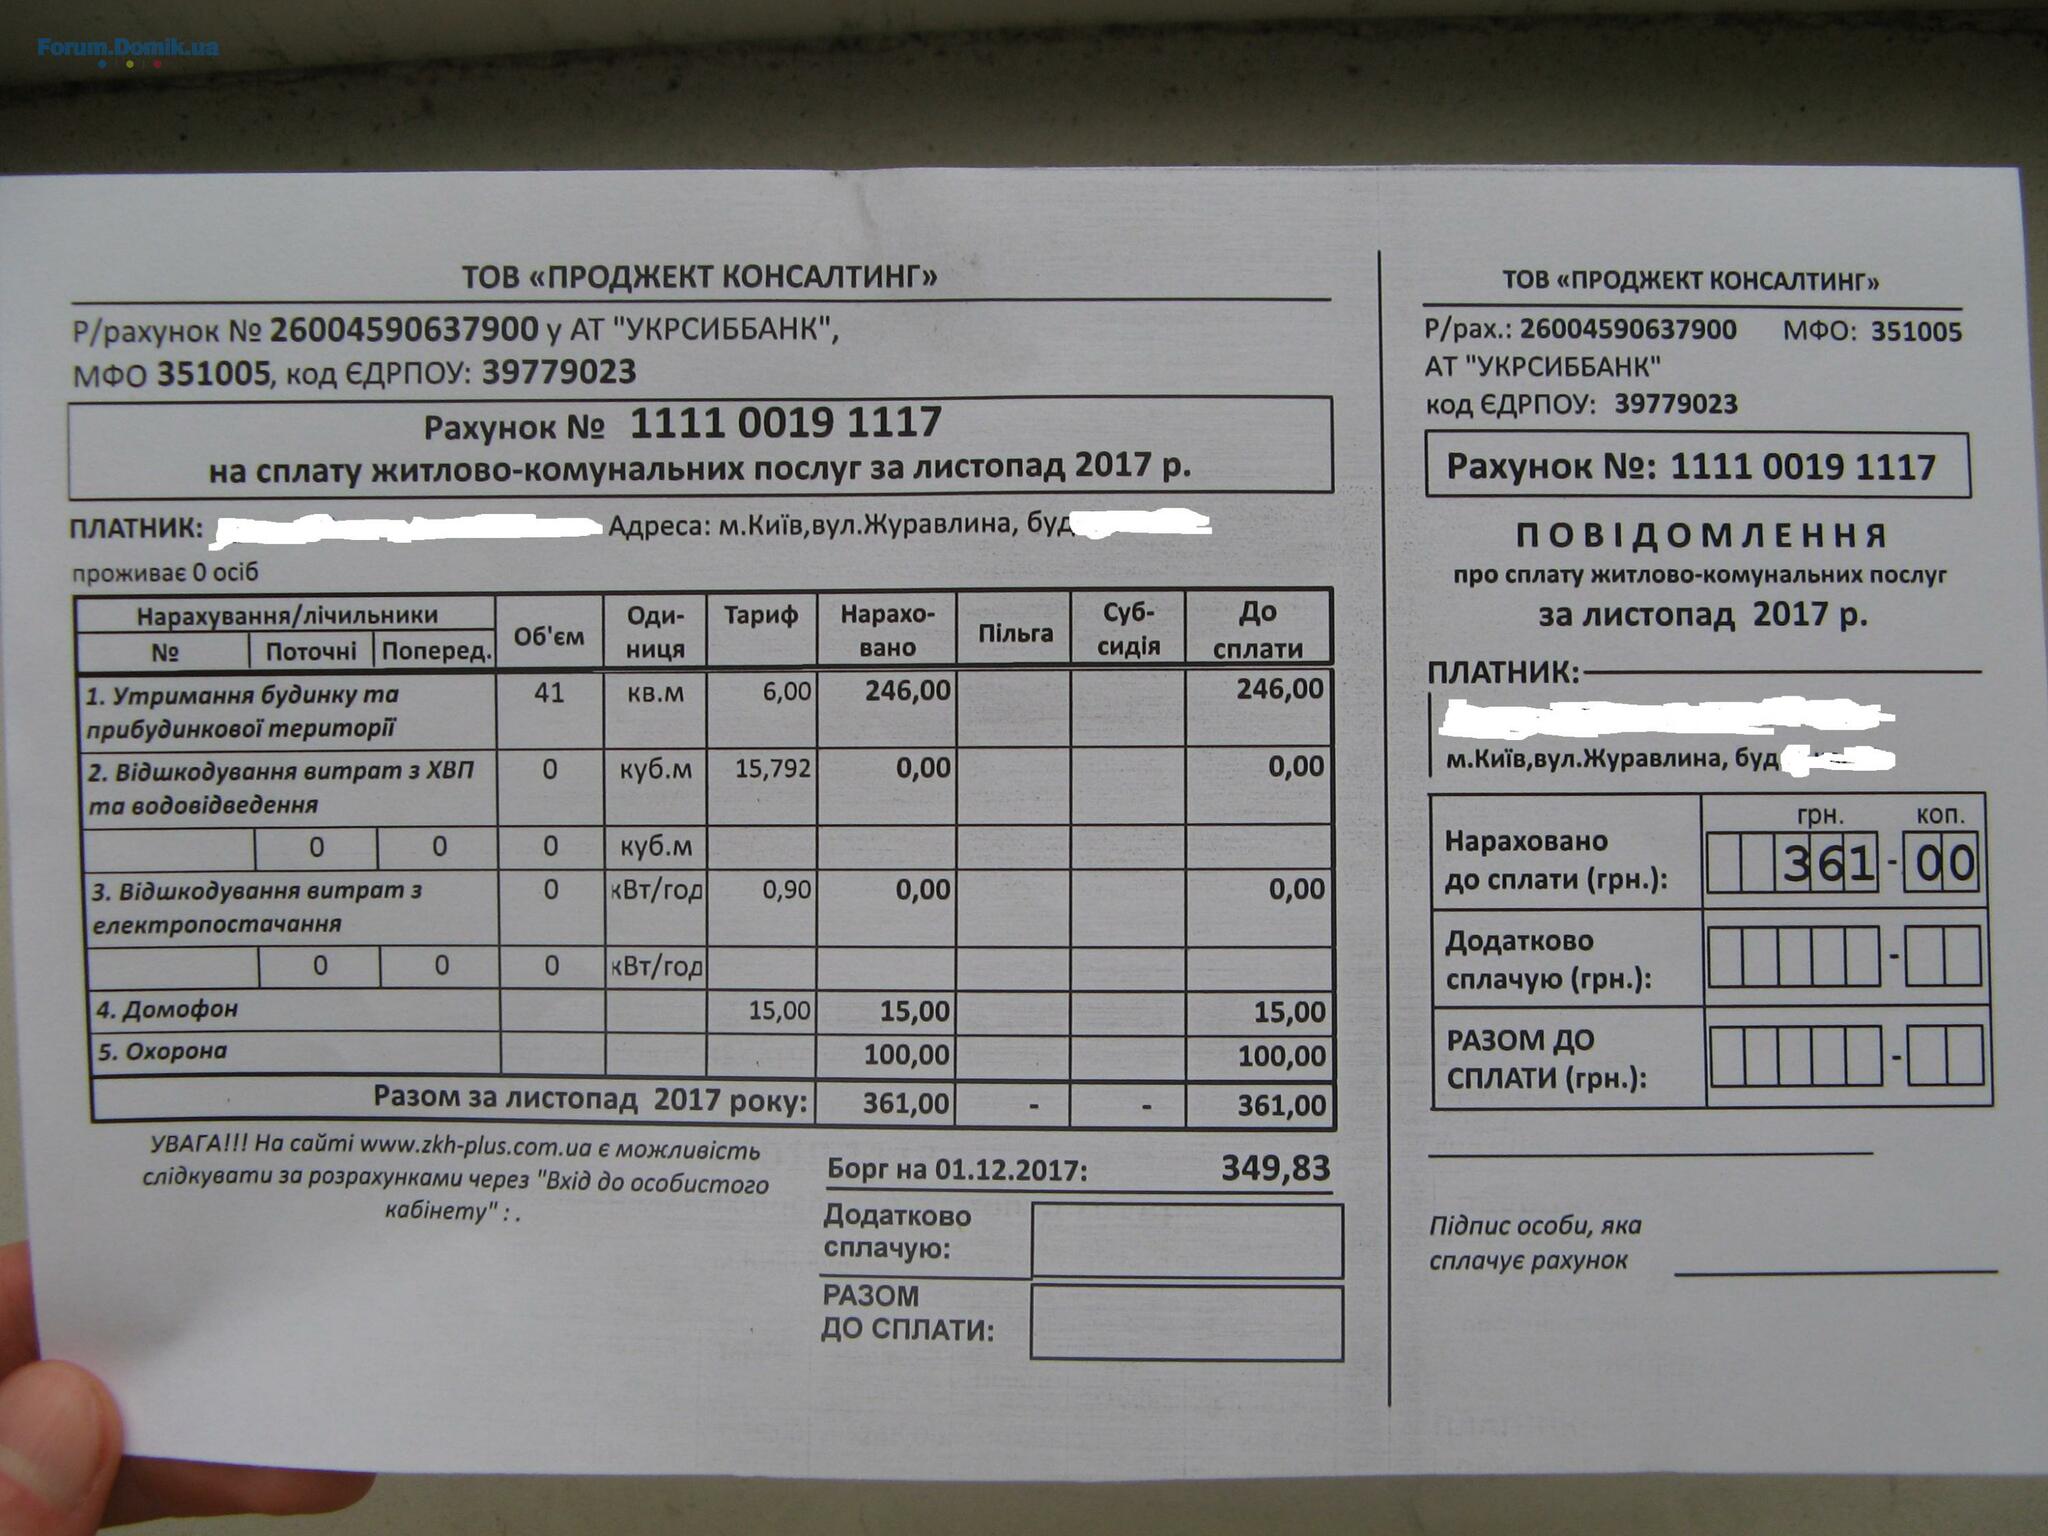 Forum.Domik.ua
ТОВ «ПРОДЖЕКТ КОНСАЛТИНГ»
Р/рахунок № 26004590637900 у АТ "УКРСИББАНК",
МФО 351005, код ЄДРПОУ: 39779023
Рахунок № 1111 0019 1117
на сплату житлово-комунальних послуг за листопад 2017 р.
ПЛАТНИК: Адреса: м.Київ,вул.Журавлина, буд
проживає 0 осіб
Нарахування/лічильники Об'єм Оди- Тариф Нарахо- Пільга Суб- До
№ Поточні Поперед. ниця вано сидія сплати
1. Утримання будинку та 41 кв.м 6,00 246,00 246,00
прибудинкової території
2. Відшкодування витрат з ХВП 0 куб.м 15,792 0,00 0,00
та водовідведення
0 0 0 куб.м
3. Відшкодування витрат з 0 кВт/год 0,90 0,00 0,00
електропостачання
0 0 0 кВт/год
4. Домофон 15,00 15,00 15,00
5. Охорона 100,00 100,00
Разом за листопад 2017 року: 361,00 - - 361,00
УВАГА!!! На сайті www.zkh-plus.com.ua є можливість
слідкувати за розрахунками через "Вхід до особистого
кабінету" : .
Борг на 01.12.2017: 349,83
Додатково
сплачую:
РАЗОМ
ДО СПЛАТИ:
ТОВ «ПРОДЖЕКТ КОНСАЛТИНГ»
Р/рах.: 26004590637900 МФО: 351005
АТ "УКРСИББАНК"
код ЄДРПОУ: 39779023
Рахунок №: 1111 0019 1117
ПОВІДОМЛЕННЯ
про сплату житлово-комунальних послуг
за листопад 2017 р.
ПЛАТНИК:
м.Київ,вул.Журавлина, буд
грн. коп.
Нараховано
до сплати (грн.): 361 - 00
Додатково
сплачую (грн.): -
РАЗОМ ДО
СПЛАТИ (грн.): -
Підпис особи, яка
сплачує рахунок